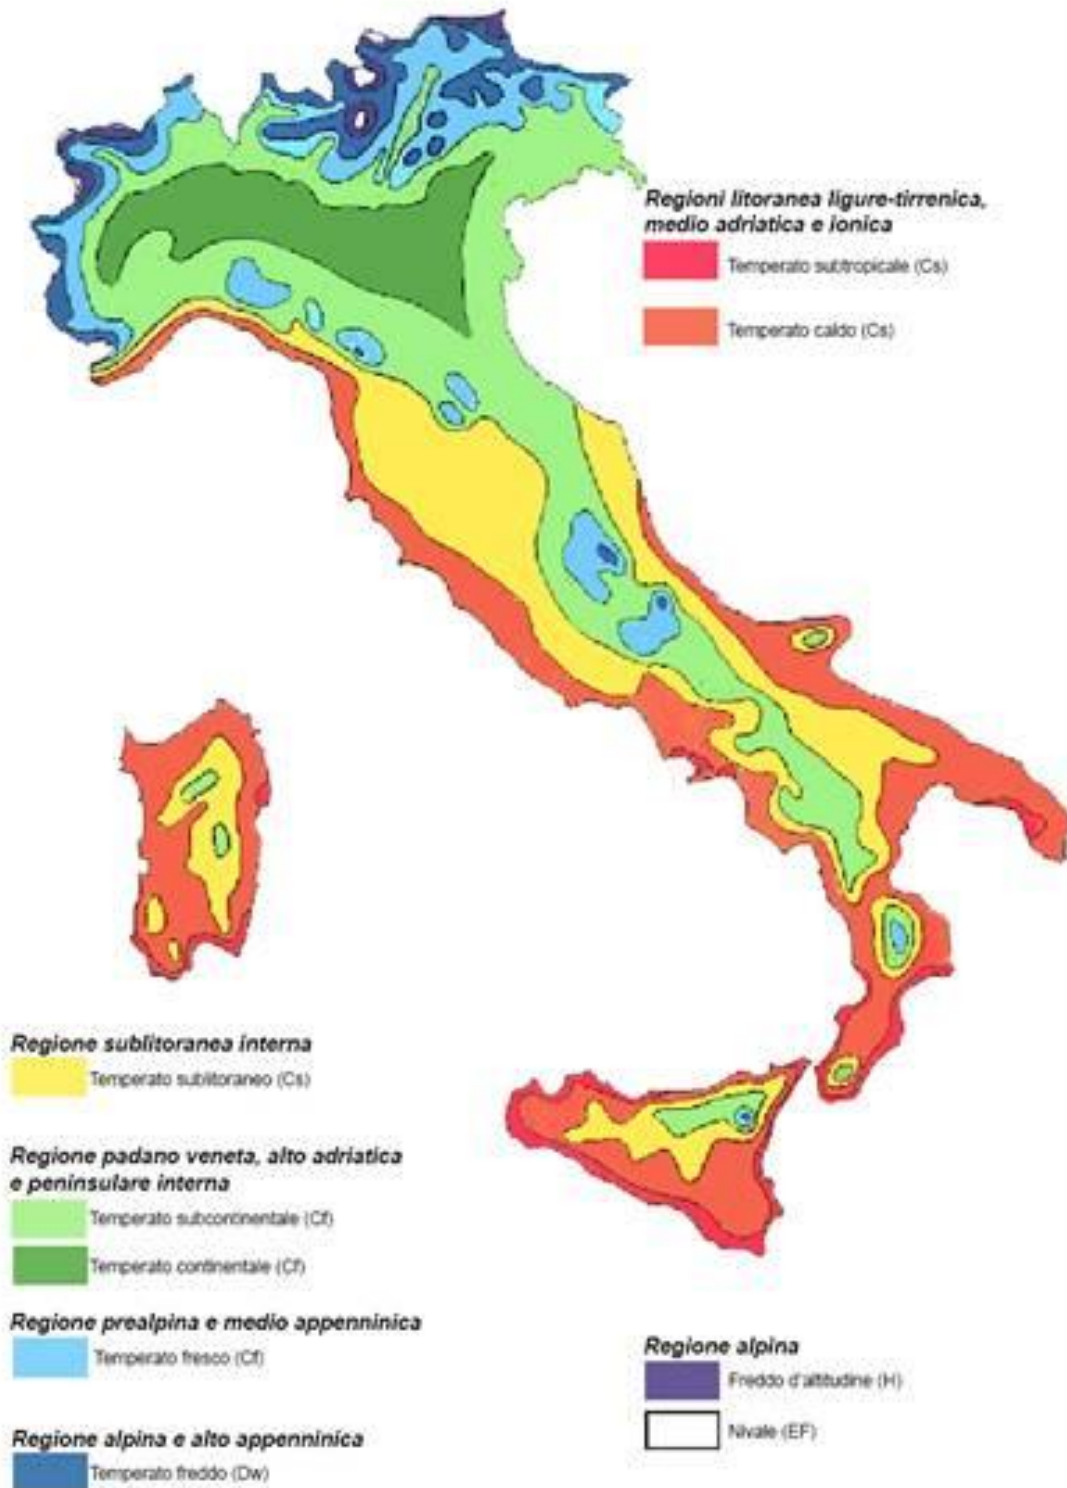 Regioni litoranea ligure-tirrenica,
medio adriatica e ionica
Temperato subtropicale (Cs)
Temperato caldo (Cs)
Regione sublitoranea interna
Temperato sublitoraneo (Cs)
Regione padano veneta, alto adriatica
e peninsulare interna
Temperato subcontinentale (Cf)
Temperato continentale (Cf)
Regione prealpina e medio appenninica
Temperato fresco (Cf)
Regione alpina e alto appenninica
Temperato freddo (Dw)
Regione alpina
Freddo d'altitudine (H)
Nivale (EF)